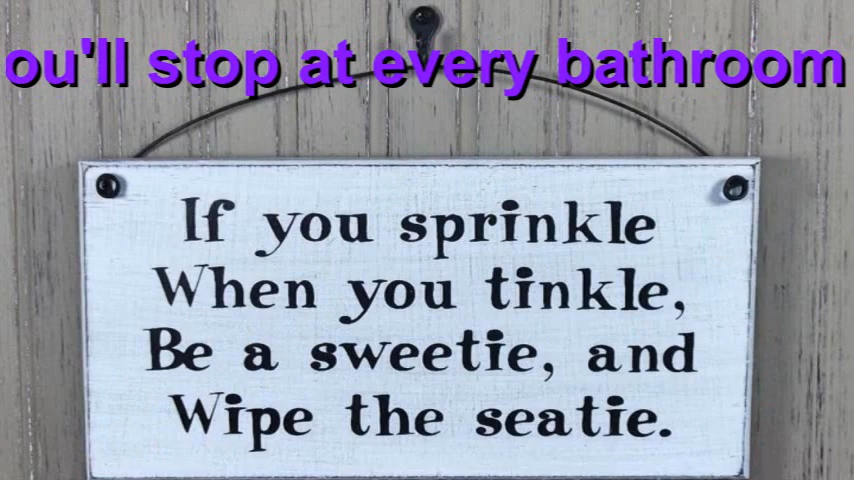 ou'll stop at every bathroom
If you sprinkle
When you tinkle,
Be a sweetie, and
Wipe the seatie.